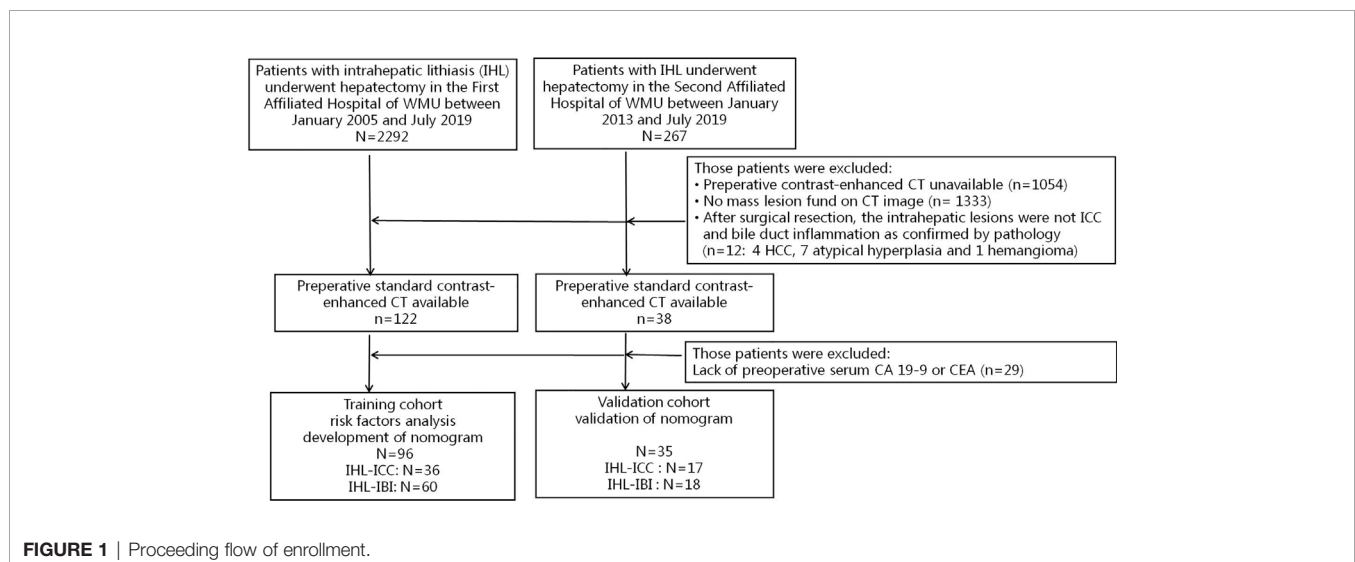 Patients with intrahepatic lithiasis (IHL)
underwent hepatectomy in the First
Affiliated Hospital of WMU between
January 2005 and July 2019
N=2292
Patients with IHL underwent
hepatectomy in the Second Affiliated
Hospital of WMU between January
2013 and July 2019
N=267
Those patients were excluded:
• Preperative contrast-enhanced CT unavailable (n=1054)
• No mass lesion fund on CT image (n= 1333)
• After surgical resection, the intrahepatic lesions were not ICC
and bile duct inflammation as confirmed by pathology
(n=12: 4 HCC, 7 atypical hyperplasia and 1 hemangioma)
Preperative standard contrast-
enhanced CT available
n=122
Preperative standard contrast-
enhanced CT available
n=38
Those patients were excluded:
Lack of preoperative serum CA 19-9 or CEA (n=29)
Training cohort
risk factors analysis
development of nomogram
N=96
IHL-ICC: N=36
IHL-IBI: N=60
Validation cohort
validation of nomogram
N=35
IHL-ICC : N=17
IHL-IBI : N=18
FIGURE 1 | Proceeding flow of enrollment.